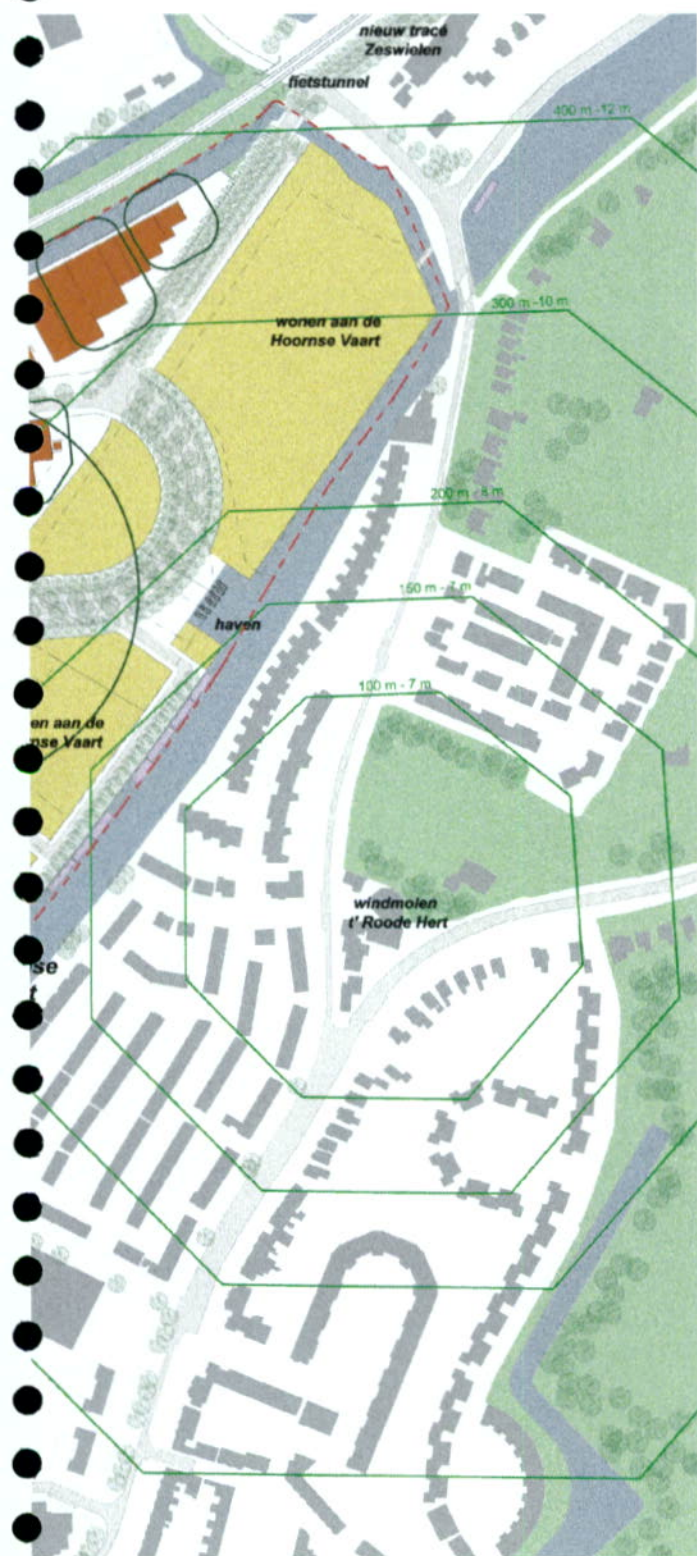 nieuw tracé
Zeswielen
fietstunnel
400 m -12 m
300 m -10 m
wonen aan de
Hoornse Vaart
200 m - 8 m
150 m - 7 m
haven
100 m - 7 m
en aan de
nse Vaart
windmolen
t' Roode Hert
se
t